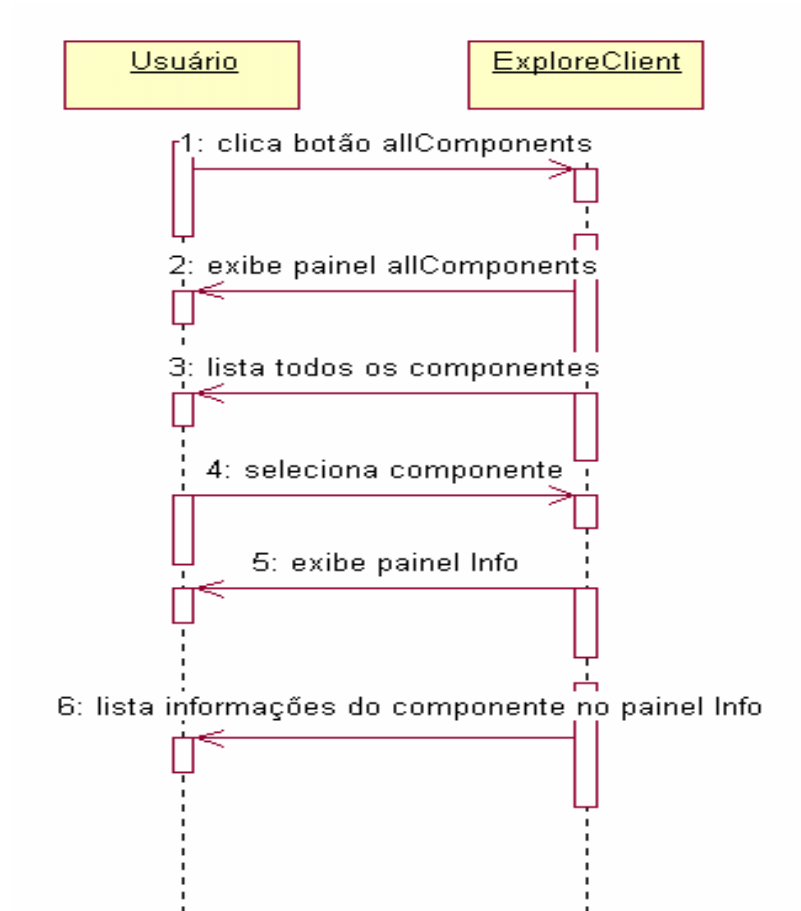 Usuário
ExploreClient
1: clica botão allComponents
2: exibe painel allComponents
3: lista todos os componentes
4: seleciona componente
5: exibe painel Info
6: lista informações do componente no painel Info